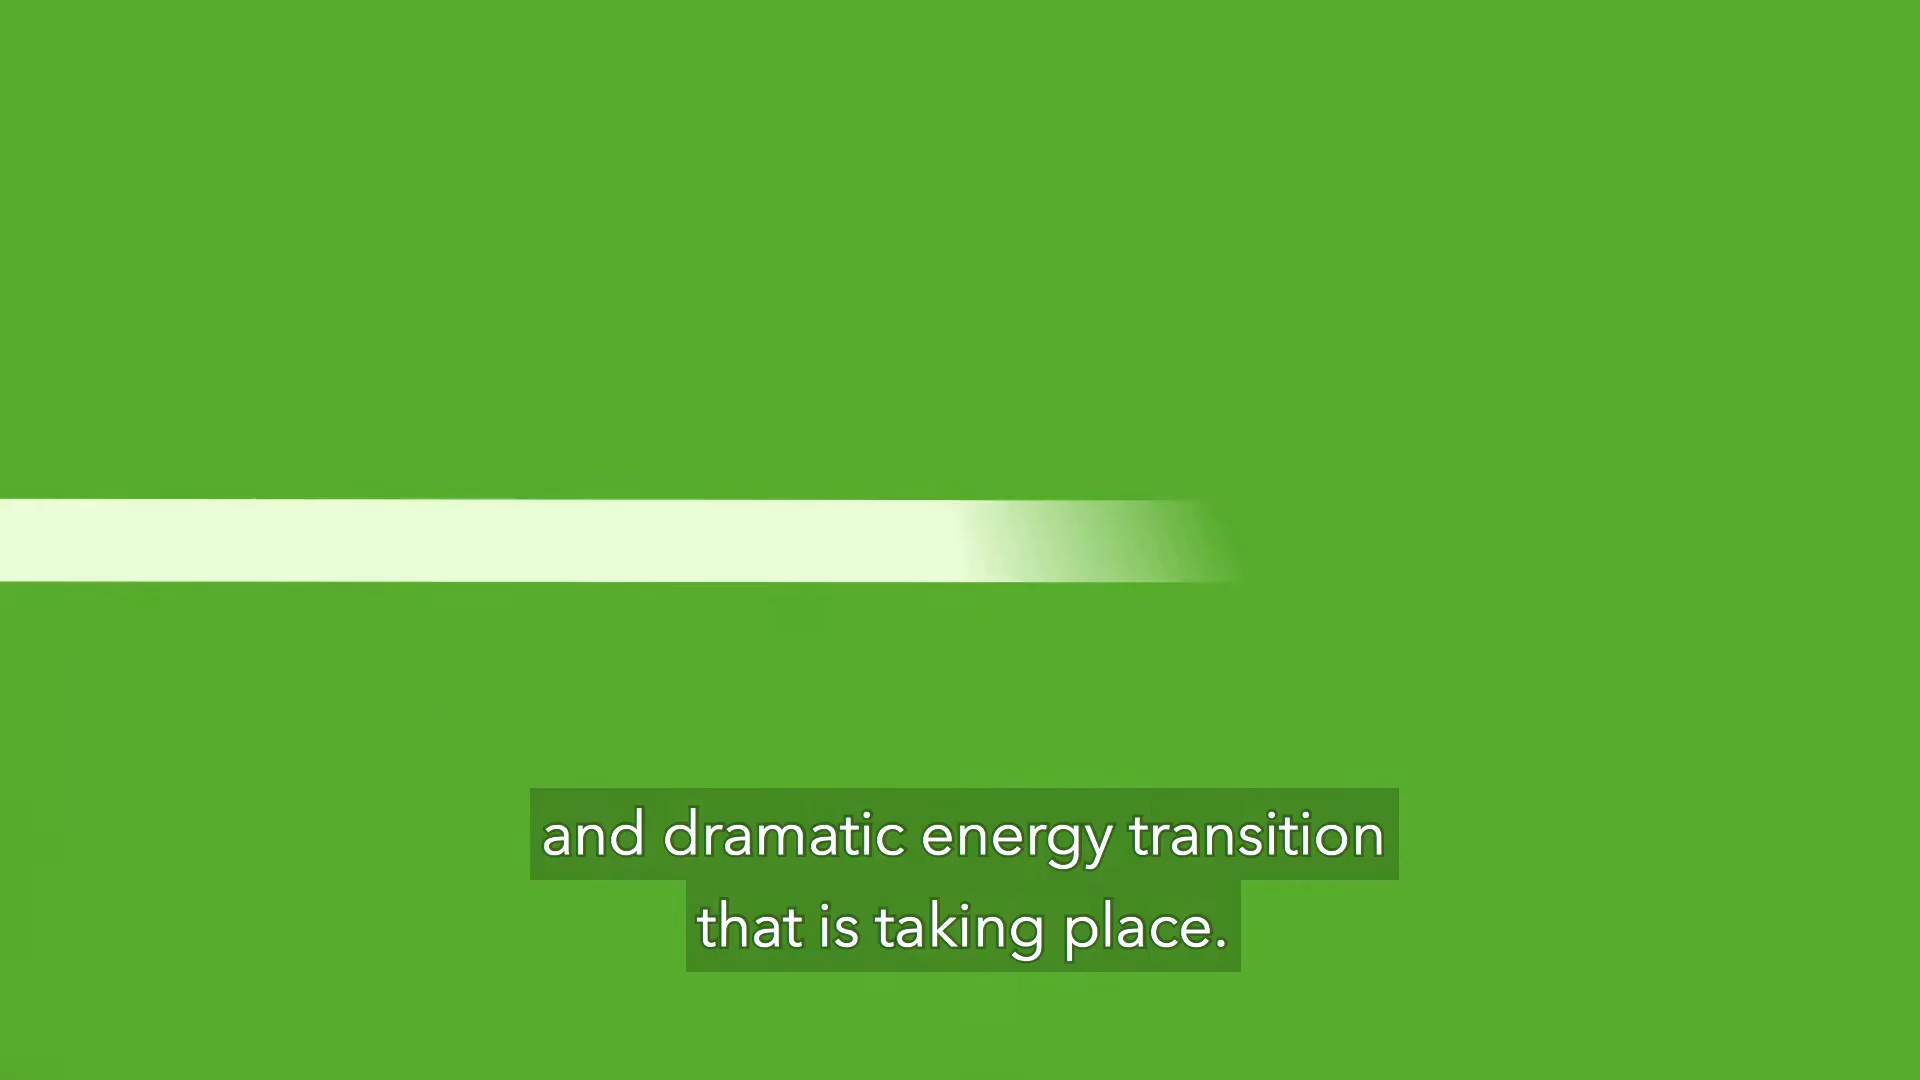 and dramatic energy transition
that is taking place.